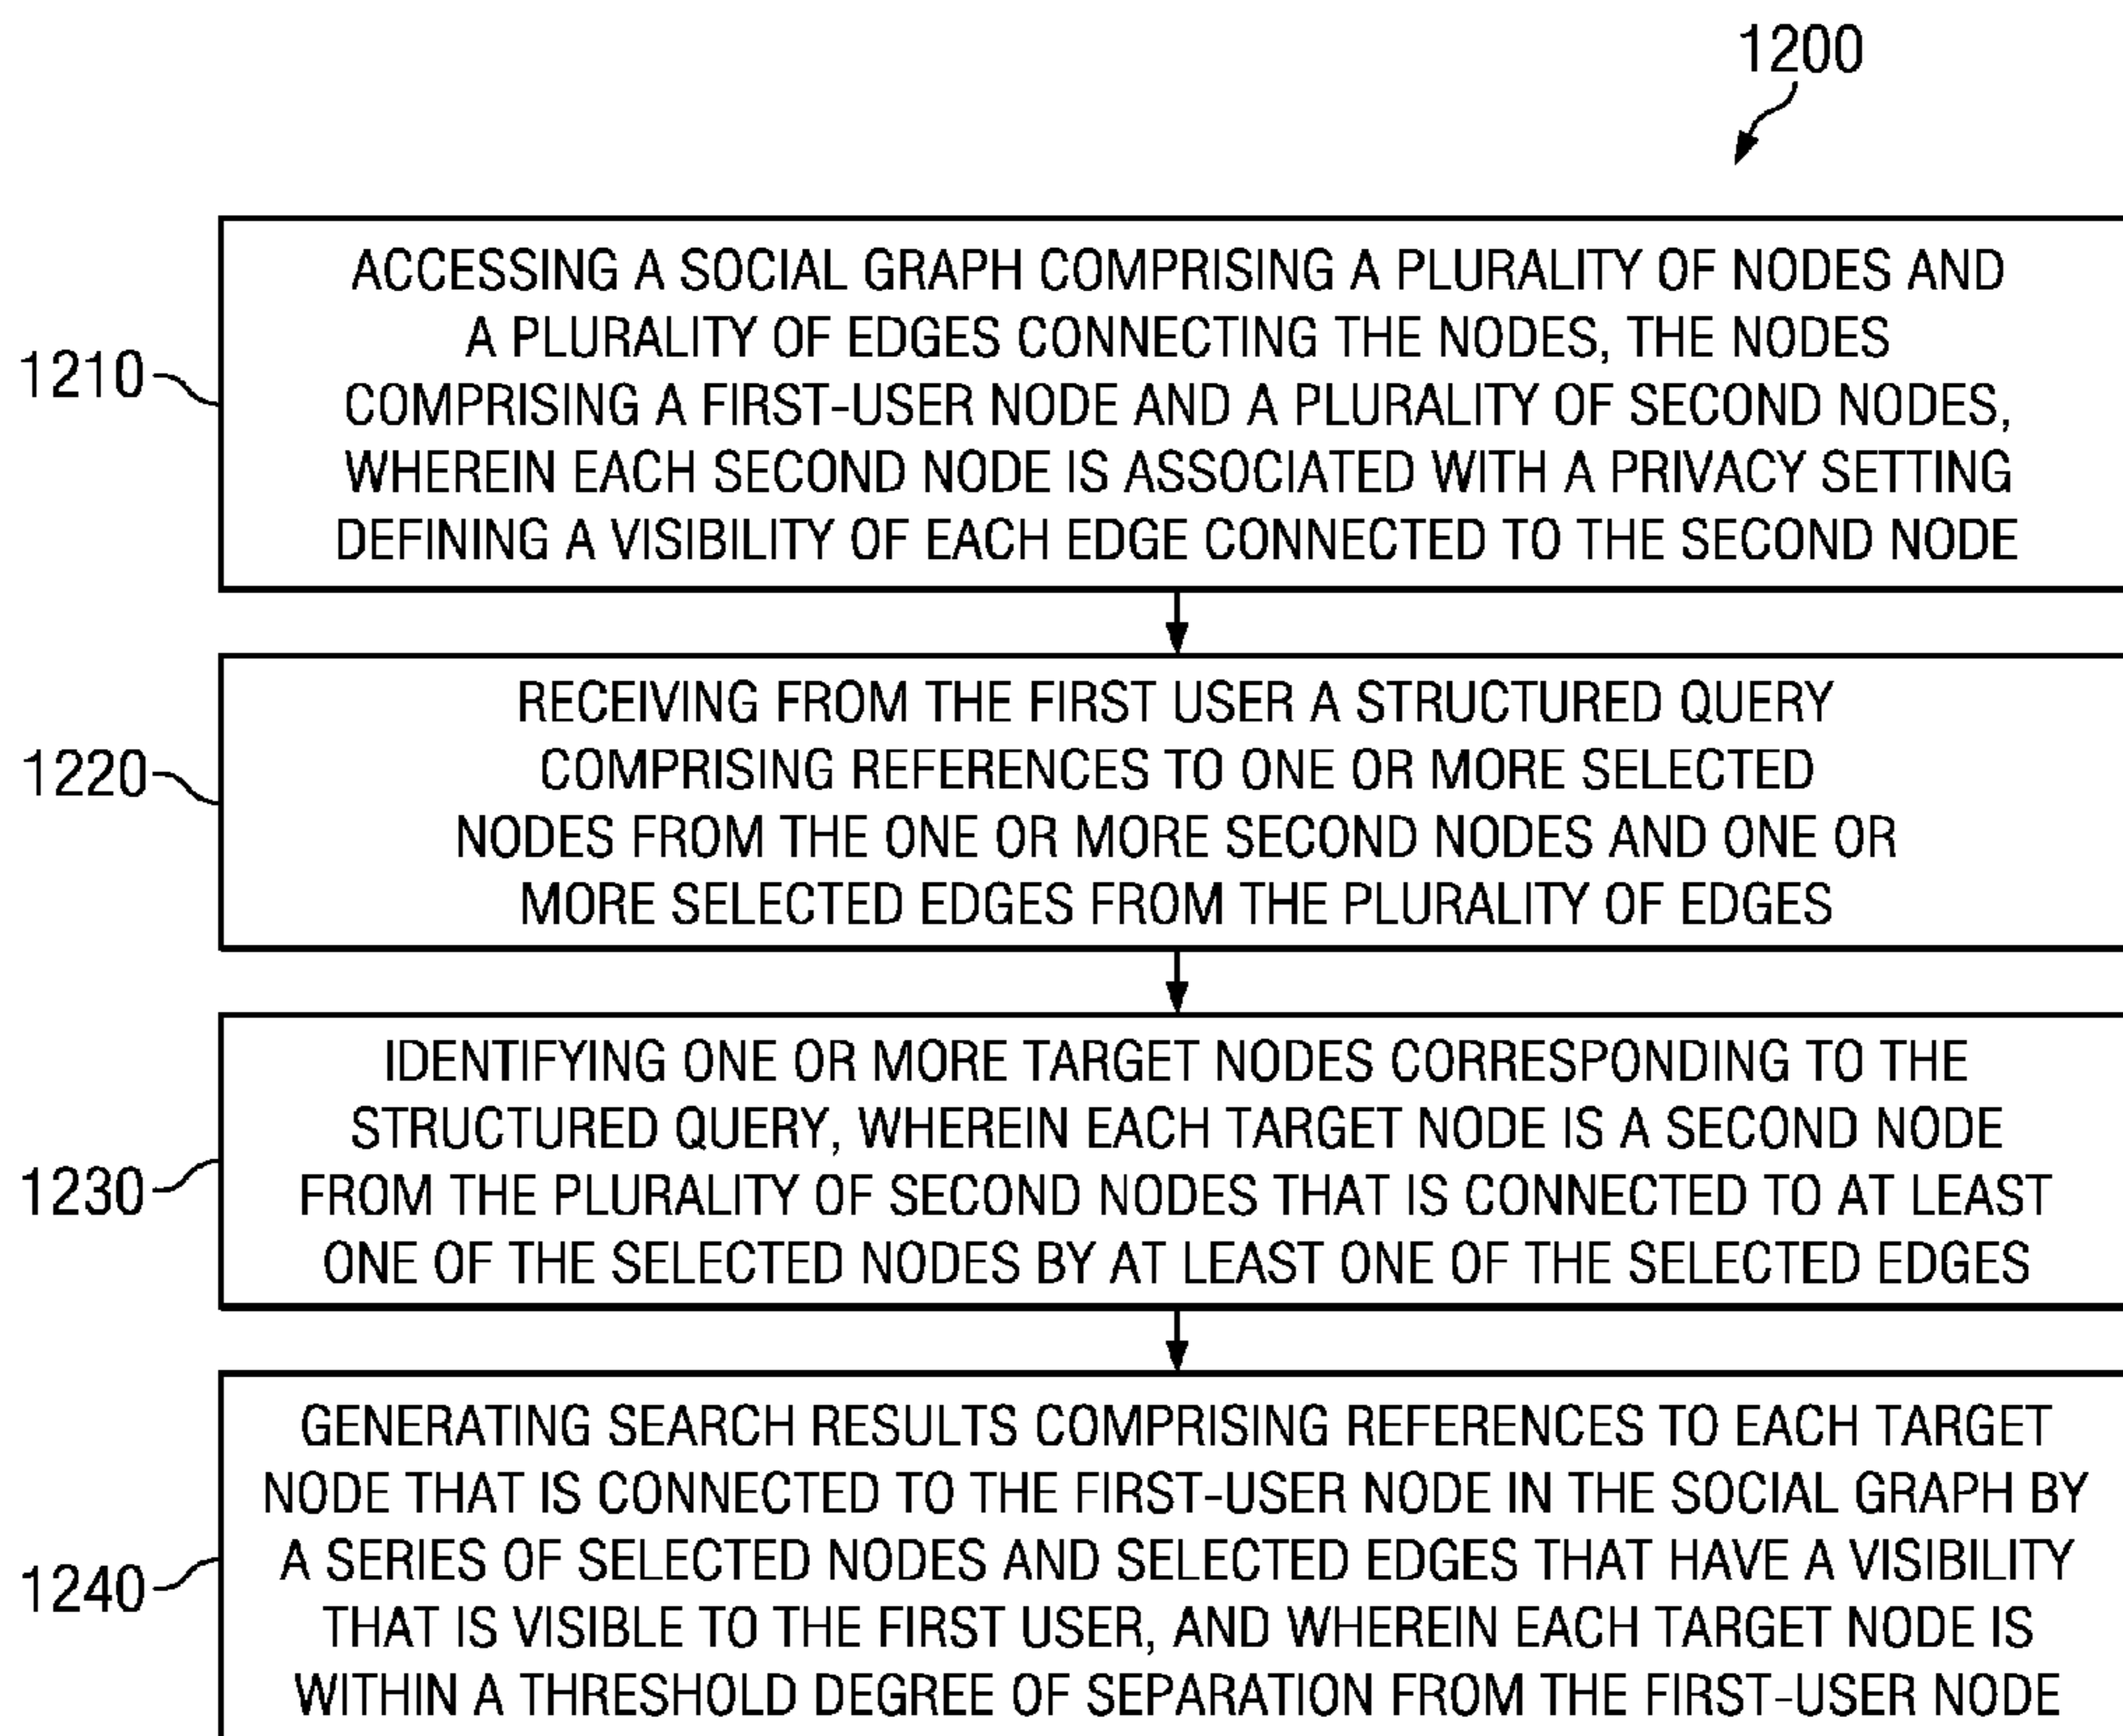 1200
1210
ACCESSING A SOCIAL GRAPH COMPRISING A PLURALITY OF NODES AND
A PLURALITY OF EDGES CONNECTING THE NODES, THE NODES
COMPRISING A FIRST-USER NODE AND A PLURALITY OF SECOND NODES,
WHEREIN EACH SECOND NODE IS ASSOCIATED WITH A PRIVACY SETTING
DEFINING A VISIBILITY OF EACH EDGE CONNECTED TO THE SECOND NODE
1220
RECEIVING FROM THE FIRST USER A STRUCTURED QUERY
COMPRISING REFERENCES TO ONE OR MORE SELECTED
NODES FROM THE ONE OR MORE SECOND NODES AND ONE OR
MORE SELECTED EDGES FROM THE PLURALITY OF EDGES
1230
IDENTIFYING ONE OR MORE TARGET NODES CORRESPONDING TO THE
STRUCTURED QUERY, WHEREIN EACH TARGET NODE IS A SECOND NODE
FROM THE PLURALITY OF SECOND NODES THAT IS CONNECTED TO AT LEAST
ONE OF THE SELECTED NODES BY AT LEAST ONE OF THE SELECTED EDGES
1240
GENERATING SEARCH RESULTS COMPRISING REFERENCES TO EACH TARGET
NODE THAT IS CONNECTED TO THE FIRST-USER NODE IN THE SOCIAL GRAPH BY
A SERIES OF SELECTED NODES AND SELECTED EDGES THAT HAVE A VISIBILITY
THAT IS VISIBLE TO THE FIRST USER, AND WHEREIN EACH TARGET NODE IS
WITHIN A THRESHOLD DEGREE OF SEPARATION FROM THE FIRST-USER NODE